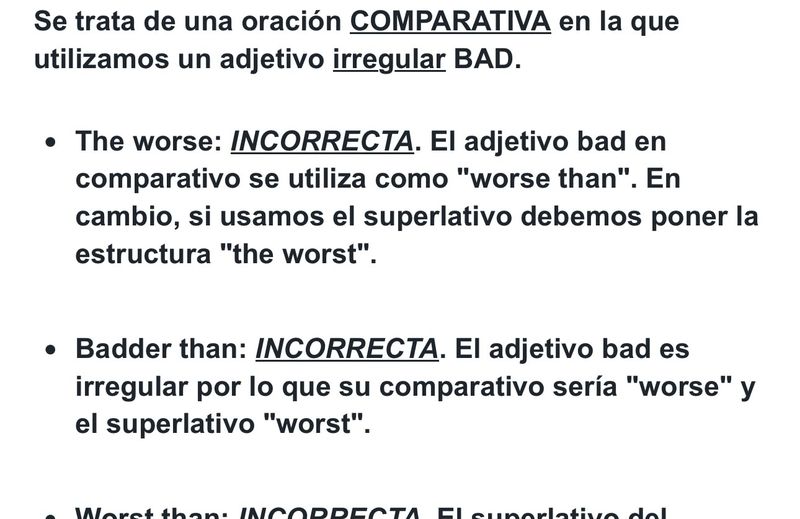 Se trata de una oración COMPARATIVA en la que
utilizamos un adjetivo irregular BAD.
• The worse: INCORRECTA. El adjetivo bad en
comparativo se utiliza como "worse than". En
cambio, si usamos el superlativo debemos poner la
estructura "the worst".
• Badder than: INCORRECTA. El adjetivo bad es
irregular por lo que su comparativo sería "worse" y
el superlativo "worst".
• Worst than: INCORRECTA. El superlativo del